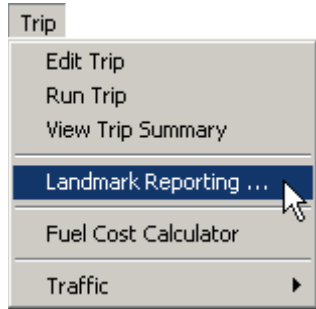 Trip
Edit Trip
Run Trip
View Trip Summary
Landmark Reporting ...
Fuel Cost Calculator
Traffic